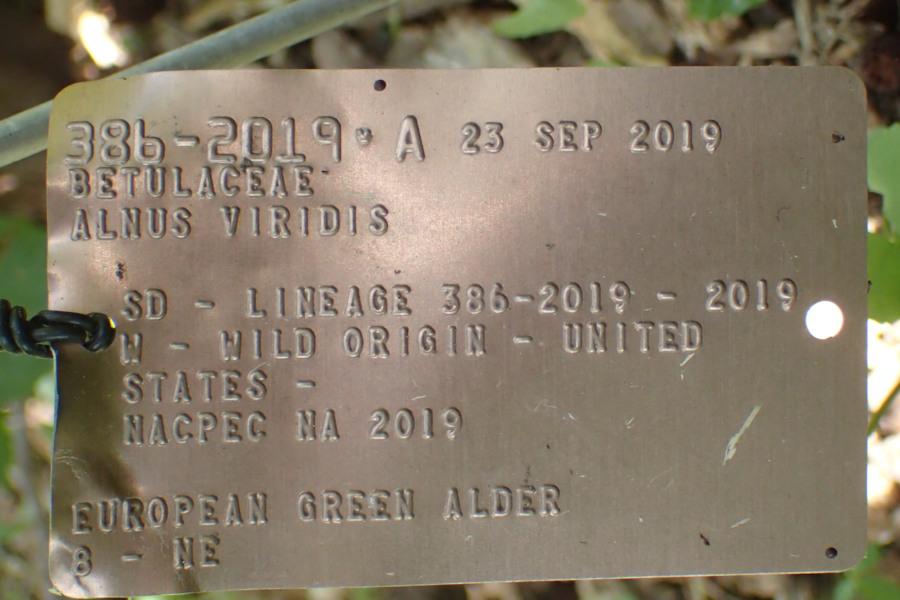 386-2019*A 23 SEP 2019
BETULACEAE
ALNUS VIRIDIS
SD - LINEAGE 386-2019 - 2019
W - WILD ORIGIN - UNITED
STATES -
NACPEC NA 2019
EUROPEAN GREEN ALDER
8 - NE